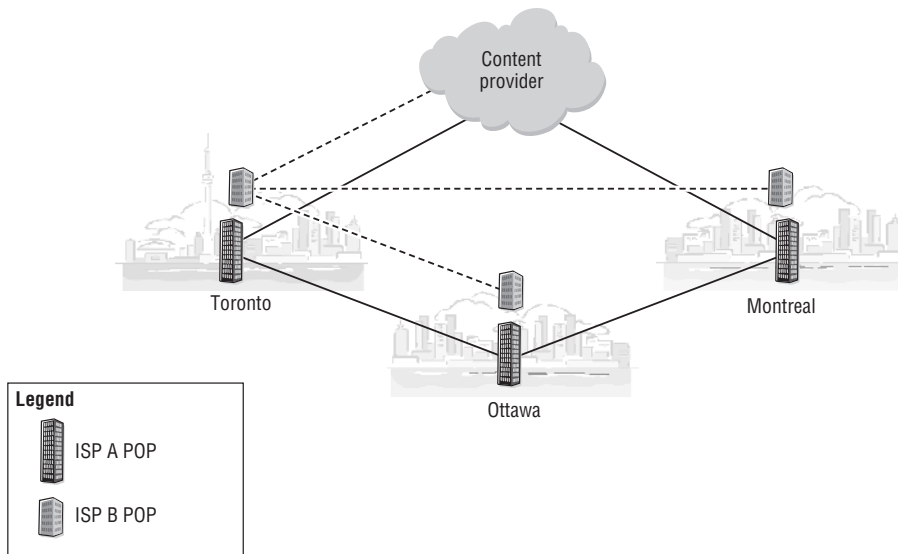 Content
provider
Toronto
Montreal
Ottawa
Legend
ISP A POP
ISP B POP